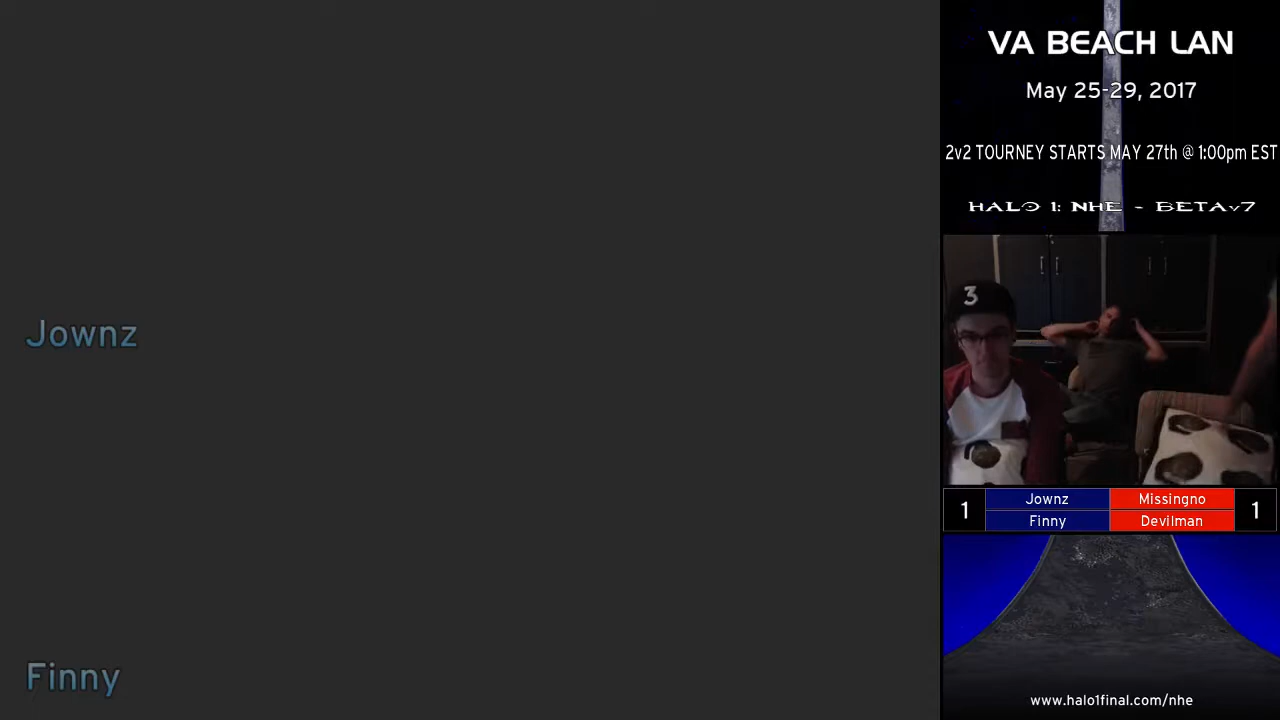 VA BEACH LAN
May 25-29, 2017
2v2 TOURNEY STARTS MAY 27th @ 1:00pm EST
HALO 1: NHE - BETAv7
Jownz
3
1 Jownz Missingno 1
Finny Devilman
Finny
www.halo1final.com/nhe